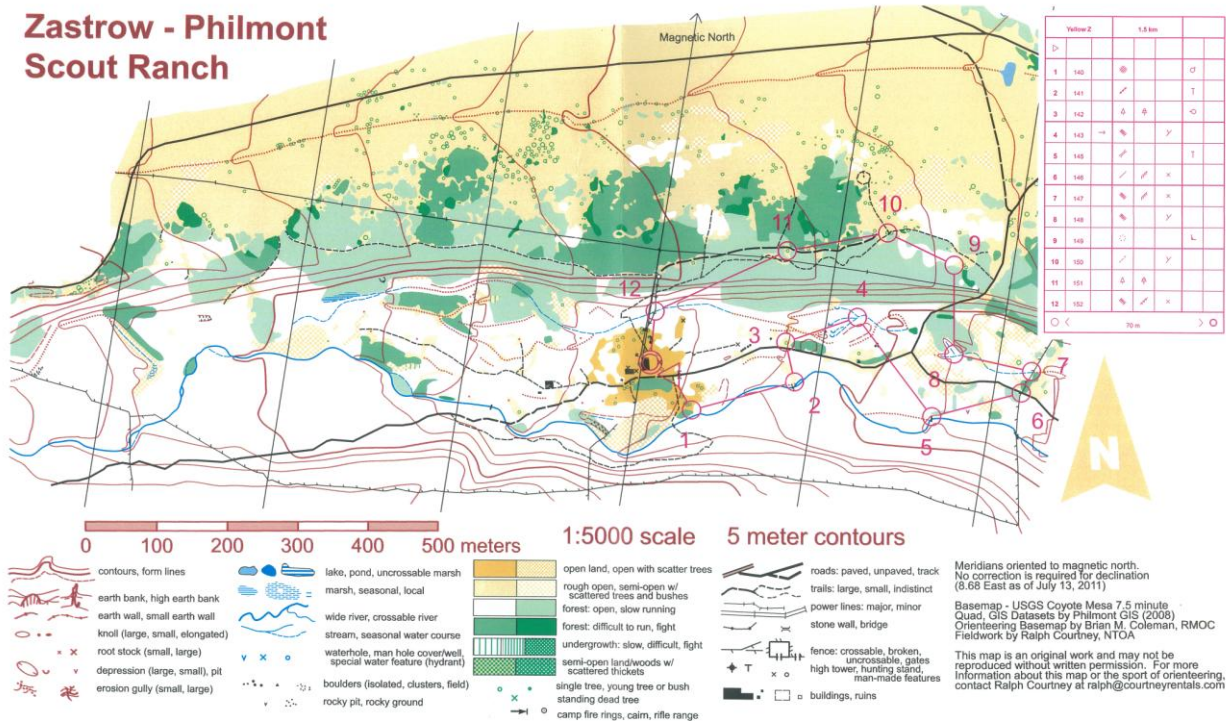 Zastrow - Philmont
Scout Ranch
Magnetic North
Yellow Z 1.5 km
1 140
2 141
3 142
4 143
5 145
6 146
7 147
8 148
9 149
10 150
11 151
12 152
70 m
10
11
9
12
4
3
7
8
2
1
5
6
N
0 100 200 300 400 500 meters
1:5000 scale
5 meter contours
contours, form lines
earth bank, high earth bank
earth wall, small earth wall
knoll (large, small, elongated)
root stock (small, large)
depression (large, small), pit
erosion gully (small, large)
lake, pond, uncrossable marsh
marsh, seasonal, local
wide river, crossable river
stream, seasonal water course
waterhole, man hole cover/well,
special water feature (hydrant)
boulders (isolated, clusters, field)
rocky pit, rocky ground
open land, open with scatter trees
rough open, semi-open w/
scattered trees and bushes
forest: open, slow running
forest: difficult to run, fight
undergrowth: slow, difficult, fight
semi-open land/woods w/
scattered thickets
single tree, young tree or bush
standing dead tree
camp fire rings, cairn, rifle range
roads: paved, unpaved, track
trails: large, small, indistinct
power lines: major, minor
stone wall, bridge
fence: crossable, broken,
uncrossable, gates
high tower, hunting stand,
man-made features
buildings, ruins
Meridians oriented to magnetic north.
No correction is required for declination
(8.68 East as of July 13, 2011)
Basemap - USGS Coyote Mesa 7.5 minute
Quad, GIS Datasets by Philmont GIS (2008)
Orienteering Basemap by Brian M. Coleman, RMOC
Fieldwork by Ralph Courtney, NTOA
This map is an original work and may not be
reproduced without written permission. For more
Information about this map or the sport of orienteering,
contact Ralph Courtney at ralph@courtneyrentals.com